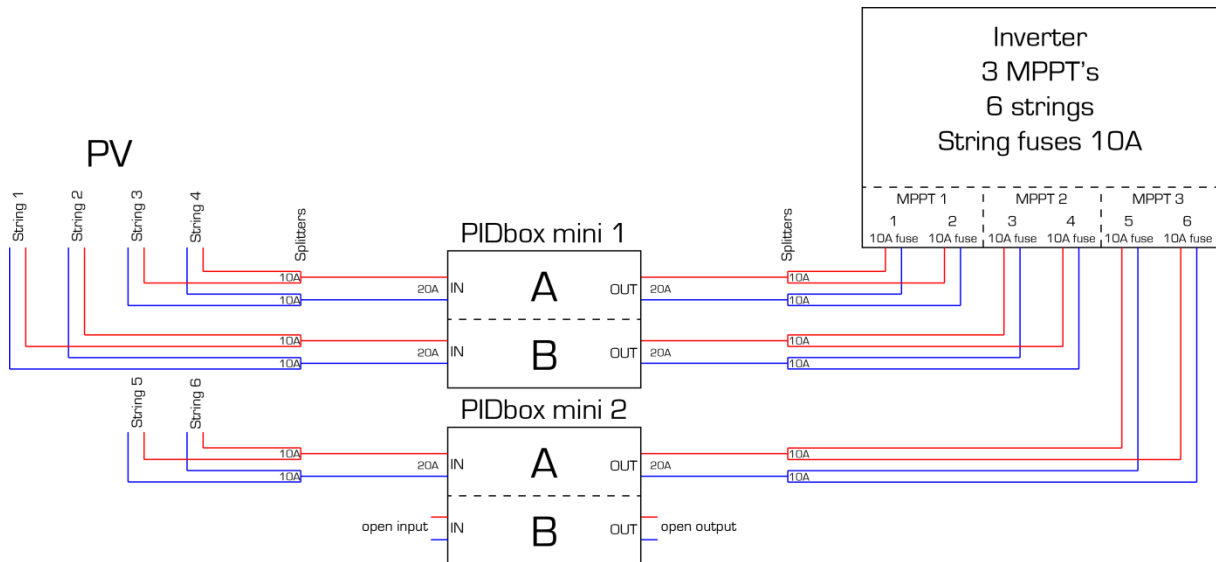 Inverter
3 MPPT's
6 strings
String fuses 10A
MPPT 1
MPPT 2
MPPT 3
1
2
3
4
5
6
10A fuse
10A fuse
10A fuse
10A fuse
10A fuse
10A fuse
PV
String 1
String 2
String 3
String 4
Splitters
Splitters
PIDbox mini 1
10A
10A
20A
IN
A
OUT
20A
10A
10A
10A
10A
20A
IN
B
OUT
20A
10A
10A
String 5
String 6
PIDbox mini 2
10A
10A
20A
IN
A
OUT
20A
10A
10A
open input
IN
B
OUT
open output